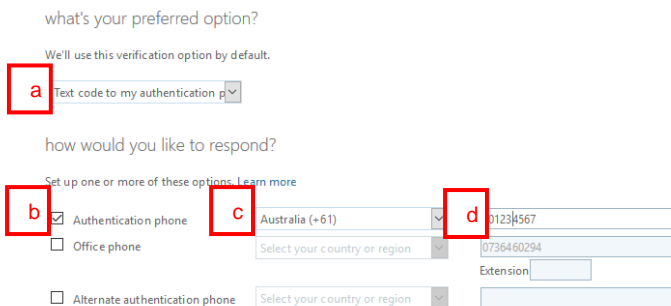 what's your preferred option?
We'll use this verification option by default.
a Text code to my authentication p
how would you like to respond?
Set up one or more of these options. Learn more
b Authentication phone c Australia (+61) d 01234567
Office phone Select your country or region 0736460294
Extension
Alternate authentication phone Select your country or region